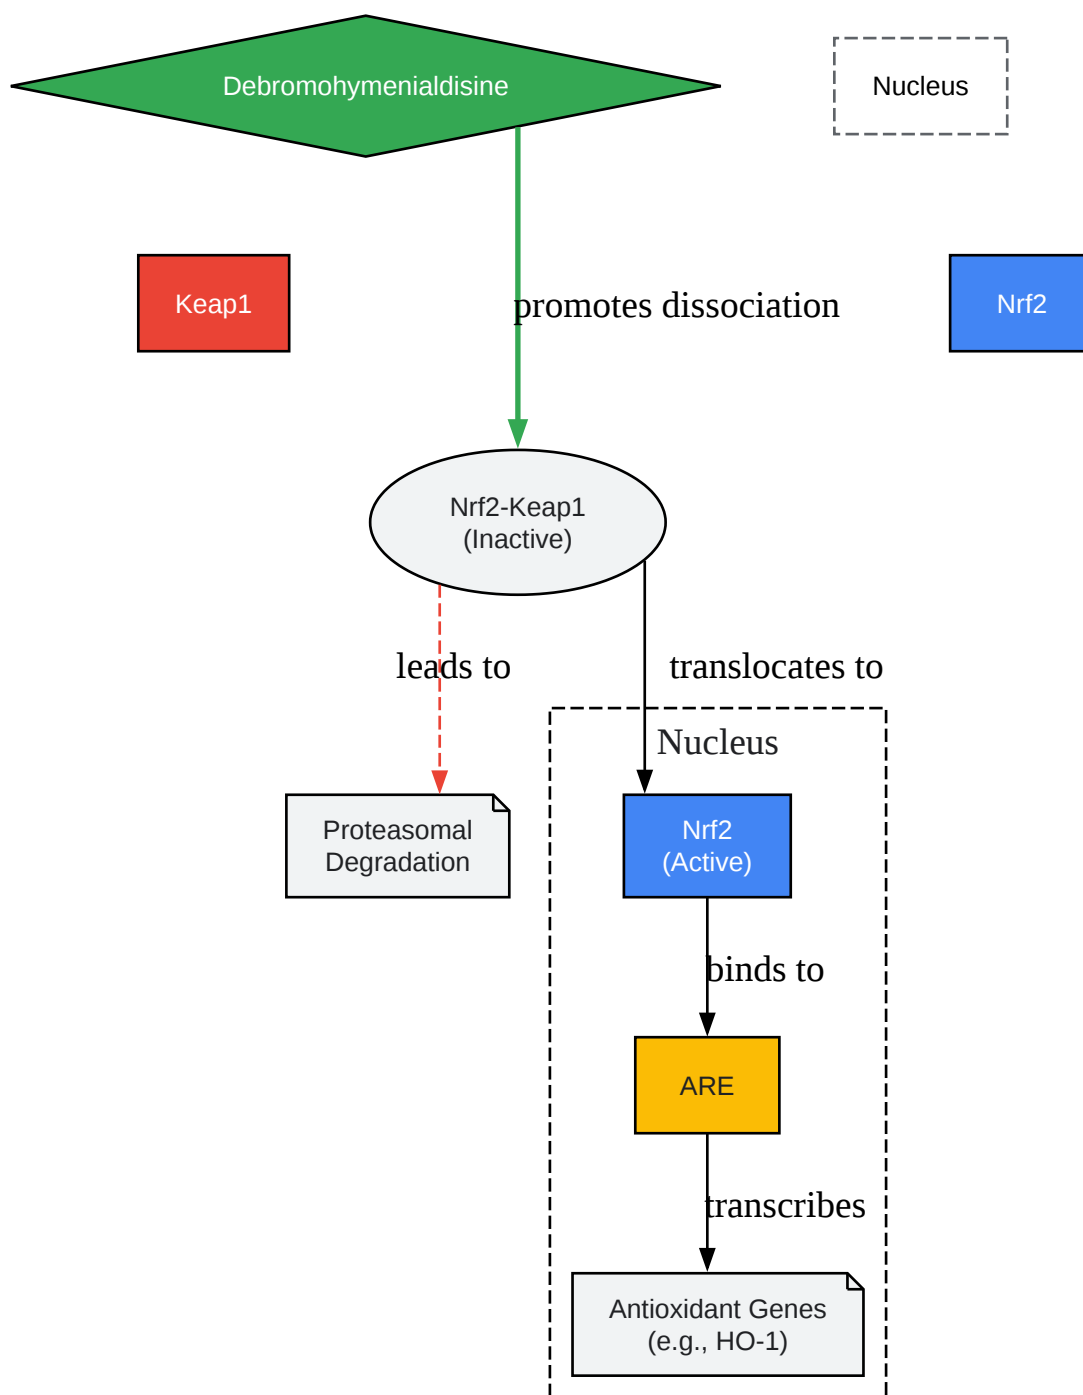 Debromohymenialdisine
Nucleus
Keap1
promotes dissociation
Nrf2
Nrf2-Keap1
(Inactive)
leads to
translocates to
Nucleus
Proteasomal
Degradation
Nrf2
(Active)
binds to
ARE
transcribes
Antioxidant Genes
(e.g., HO-1)